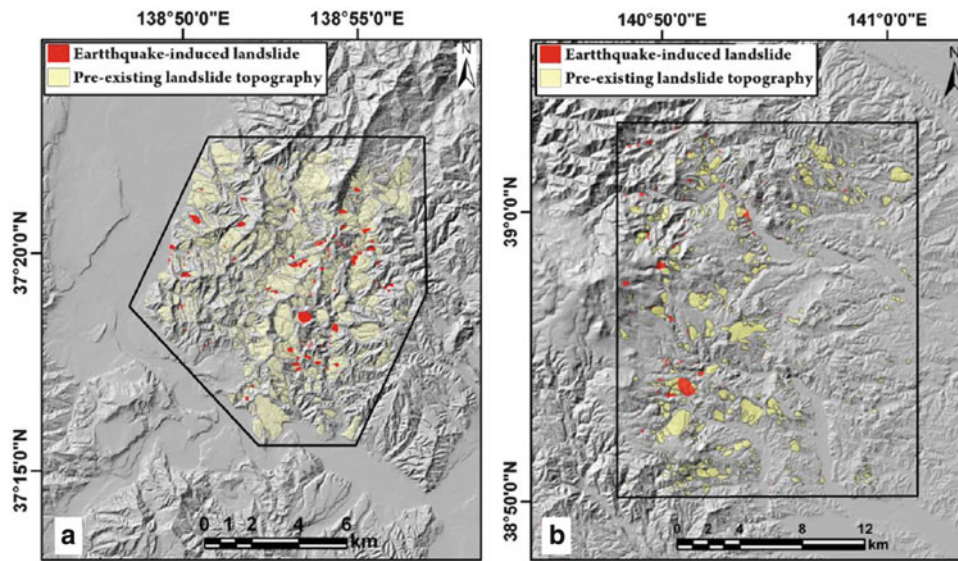 138°50'0"E 138°55'0"E
N
Eartthquake-induced landslide
Pre-existing landslide topography
37°20'0"N
37°15'0"N
a
0 1 2 4 6
km
140°50'0"E 141°0'0"E
N
Eartthquake-induced landslide
Pre-existing landslide topography
39°0'0"N
38°50'0"N
b
0 2 4 8 12
km